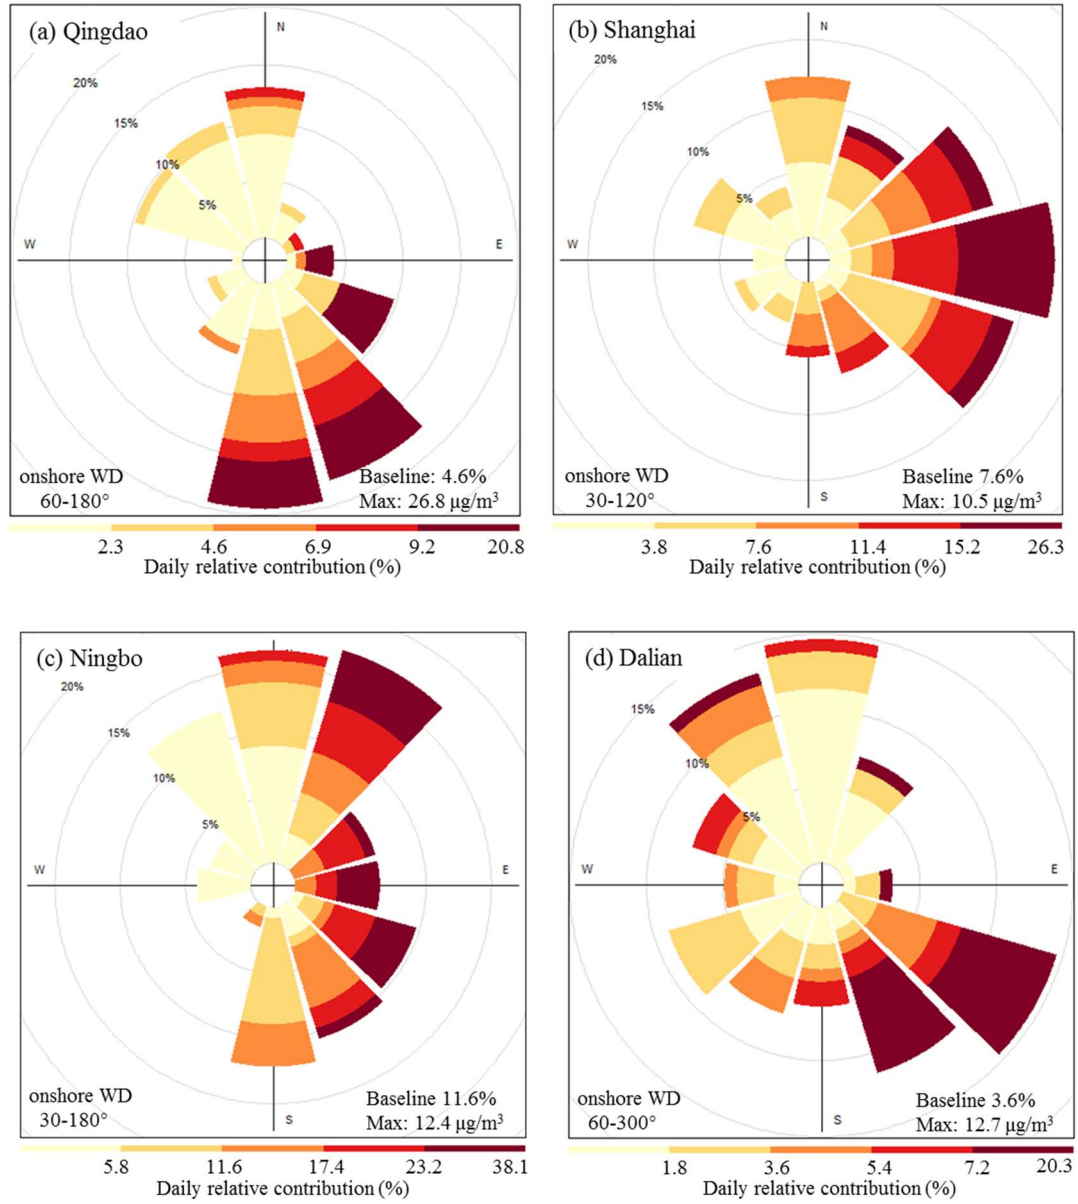 (a) Qingdao
N
20%
15%
10%
5%
W
E
onshore WD
60-180°
Baseline: 4.6%
Max: 26.8 μg/m³
2.3 4.6 6.9 9.2 20.8
Daily relative contribution (%)
(b) Shanghai
N
20%
15%
10%
5%
W
E
S
onshore WD
30-120°
Baseline 7.6%
Max: 10.5 μg/m³
3.8 7.6 11.4 15.2 26.3
Daily relative contribution (%)
(c) Ningbo
20%
15%
10%
5%
W
E
S
onshore WD
30-180°
Baseline 11.6%
Max: 12.4 μg/m³
5.8 11.6 17.4 23.2 38.1
Daily relative contribution (%)
(d) Dalian
15%
10%
5%
W
E
S
onshore WD
60-300°
Baseline 3.6%
Max: 12.7 μg/m³
1.8 3.6 5.4 7.2 20.3
Daily relative contribution (%)